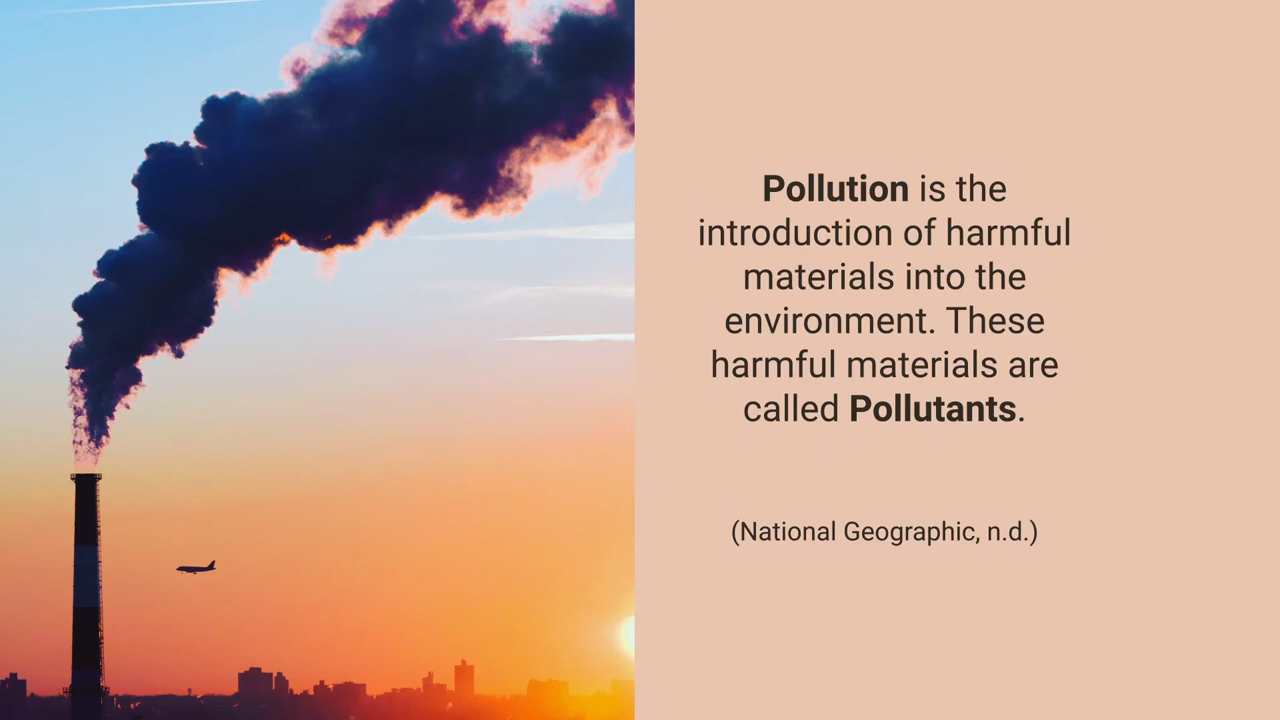 Pollution is the
introduction of harmful
materials into the
environment. These
harmful materials are
called Pollutants.
(National Geographic, n.d.)